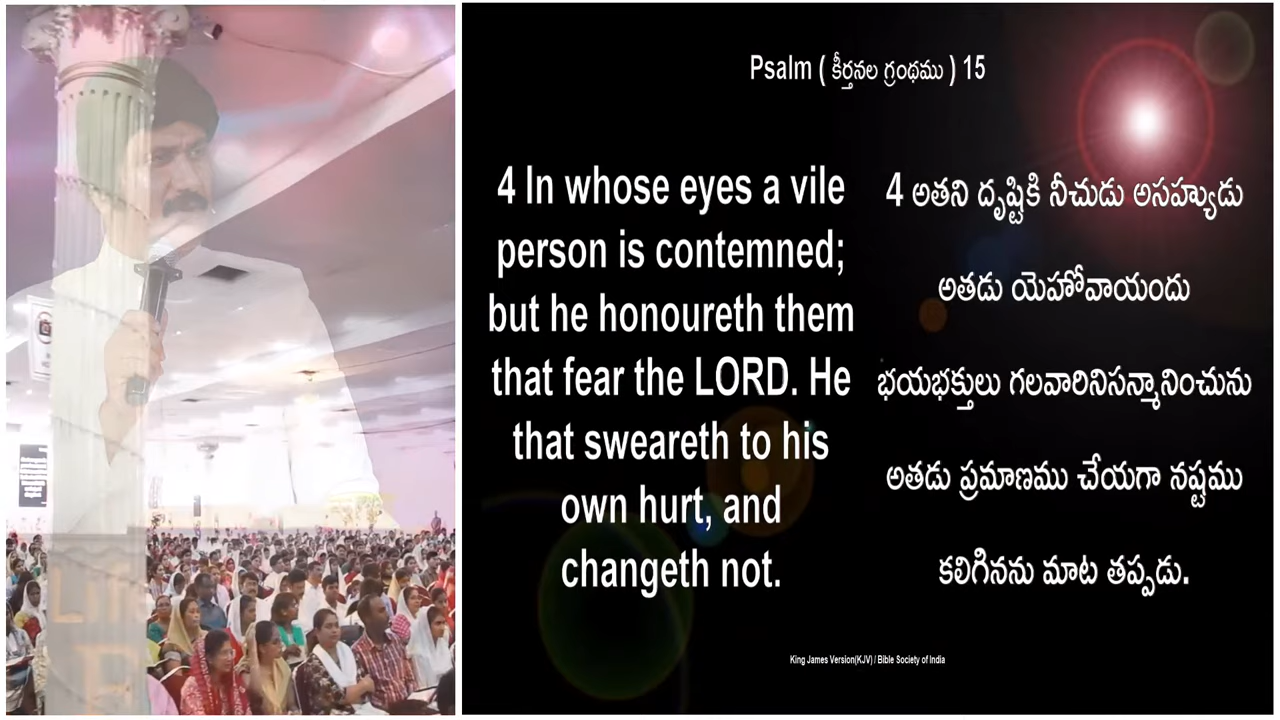 Psalm ( కీర్తనల గ్రంథము ) 15
4 In whose eyes a vile
person is contemned;
but he honoureth them
that fear the LORD. He
that sweareth to his
own hurt, and
changeth not.
4 అతని దృష్టికి నీచుడు అసహ్యుడు
అతడు యెహోవాయందు
భయభక్తులు గలవారినిసన్మానించును
అతడు ప్రమాణము చేయగా నష్టము
కలిగినను మాట తప్పడు.
King James Version(KJV) / Bible Society of India